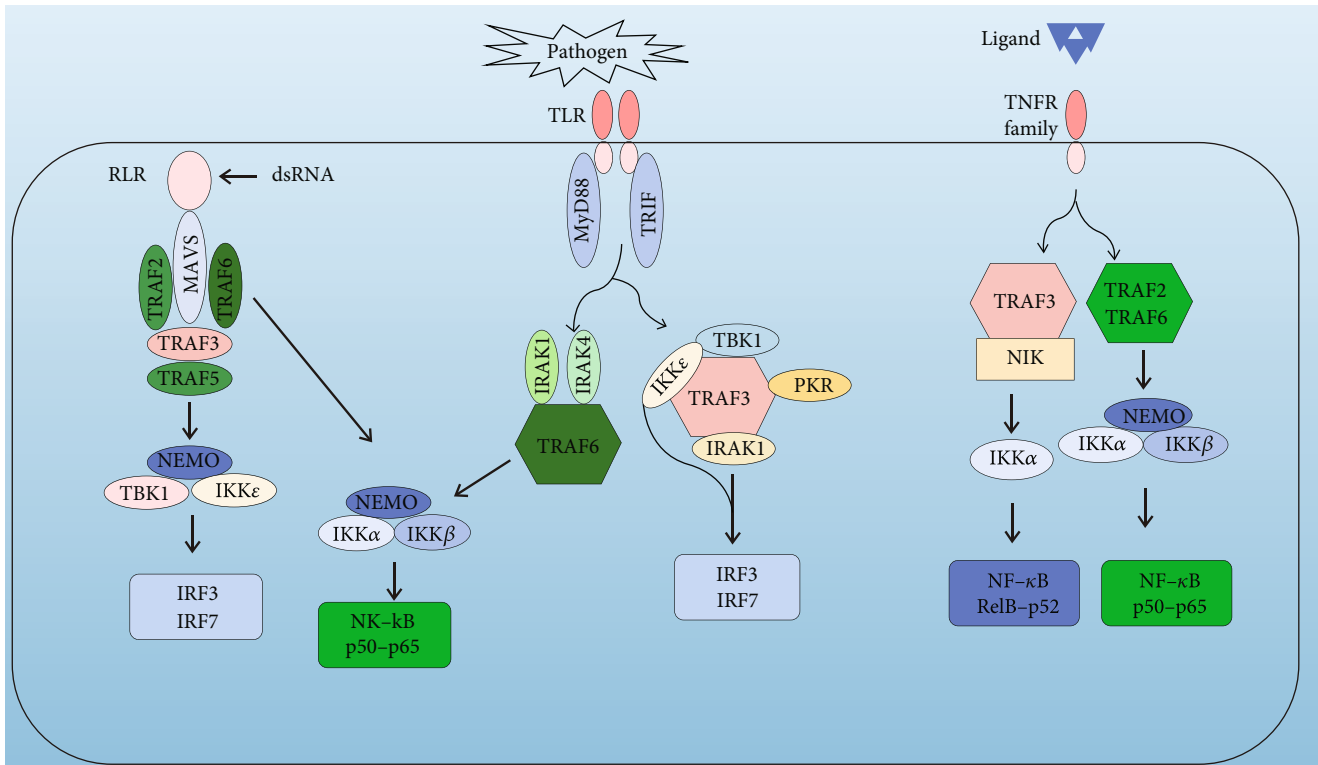 Pathogen
Ligand
TLR
TNFR
family
RLR
dsRNA
MyD88
TRIF
MAVS
TRAF2
TRAF6
TRAF3
TRAF5
NEMO
TBK1
IKKε
IRF3
IRF7
NEMO
IKKα
IKKβ
NK–kB
p50–p65
IRAK1
IRAK4
TRAF6
TBK1
IKKε
TRAF3
PKR
IRAK1
IRF3
IRF7
TRAF3
NIK
IKKα
NF–κB
RelB–p52
TRAF2
TRAF6
NEMO
IKKα
IKKβ
NF–κB
p50–p65